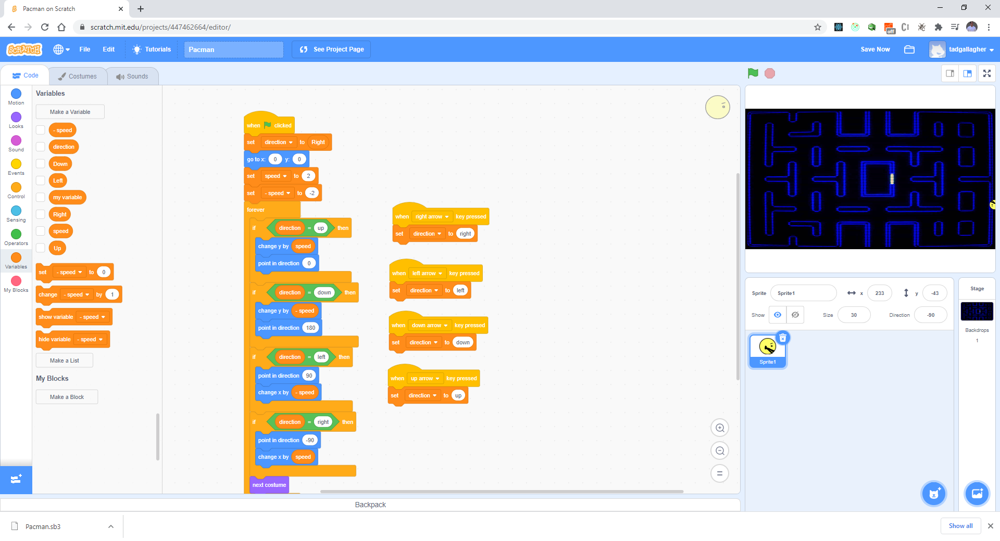 Pacman on Scratch
scratch.mit.edu/projects/447462664/editor/
off
SCRATCH
File
Edit
Tutorials
Pacman
See Project Page
Save Now
tadgallagher
Code
Costumes
Sounds
Motion
Looks
Sound
Events
Control
Sensing
Operators
Variables
My Blocks
Variables
Make a Variable
- speed
direction
Down
Left
my variable
Right
speed
Up
set - speed to 0
change - speed by 1
show variable - speed
hide variable - speed
Make a List
My Blocks
Make a Block
when clicked
set direction to Right
go to x: 0 y: 0
set speed to 2
set - speed to -2
forever
if direction = up then
change y by speed
point in direction 0
if direction = down then
change y by - speed
point in direction 180
if direction = left then
point in direction 90
change x by - speed
if direction = right then
point in direction -90
change x by speed
next costume
when right arrow key pressed
set direction to right
when left arrow key pressed
set direction to left
when down arrow key pressed
set direction to down
when up arrow key pressed
set direction to up
Backpack
Sprite Sprite1 x 233 y -43
Show Size 30 Direction -90
Sprite1
Stage
Backdrops
1
Pacman.sb3
Show all